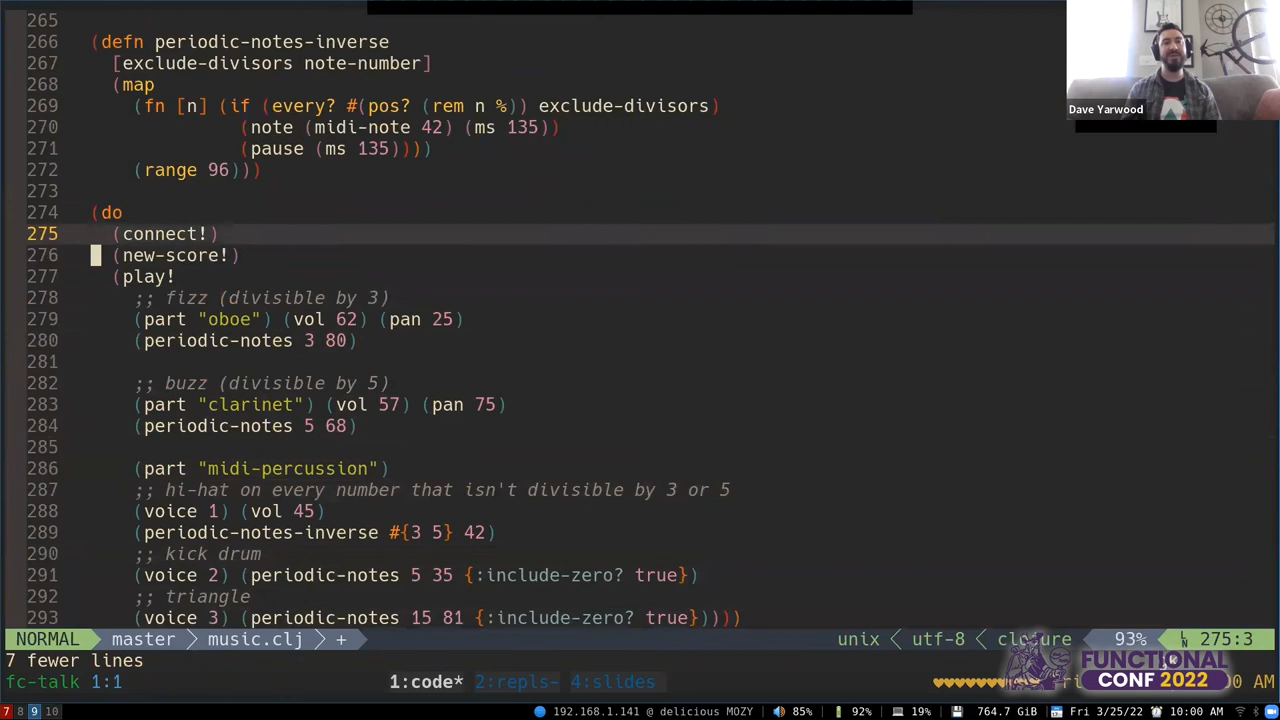 265
266 (defn periodic-notes-inverse
267 [exclude-divisors note-number]
268 (map
269 (fn [n] (if (every? #(pos? (rem n %)) exclude-divisors)
270 (note (midi-note 42) (ms 135))
271 (pause (ms 135))))
272 (range 96)))
273
274 (do
275 (connect!)
276 (new-score!)
277 (play!
278 ;; fizz (divisible by 3)
279 (part "oboe") (vol 62) (pan 25)
280 (periodic-notes 3 80)
281
282 ;; buzz (divisible by 5)
283 (part "clarinet") (vol 57) (pan 75)
284 (periodic-notes 5 68)
285
286 (part "midi-percussion")
287 ;; hi-hat on every number that isn't divisible by 3 or 5
288 (voice 1) (vol 45)
289 (periodic-notes-inverse #{3 5} 42)
290 ;; kick drum
291 (voice 2) (periodic-notes 5 35 {:include-zero? true})
292 ;; triangle
293 (voice 3) (periodic-notes 15 81 {:include-zero? true})))
Dave Yarwood
NORMAL master music.clj + unix utf-8 clojure 93% 275:3
7 fewer lines
fc-talk 1:1 1:code* 2:repls- 4:slides AM
FUNCTIONAL
CONF 2022
7 8 9 10 192.168.1.141 @ delicious MOZY 85% 92% 19% 764.7 GiB Fri 3/25/22 10:00 AM